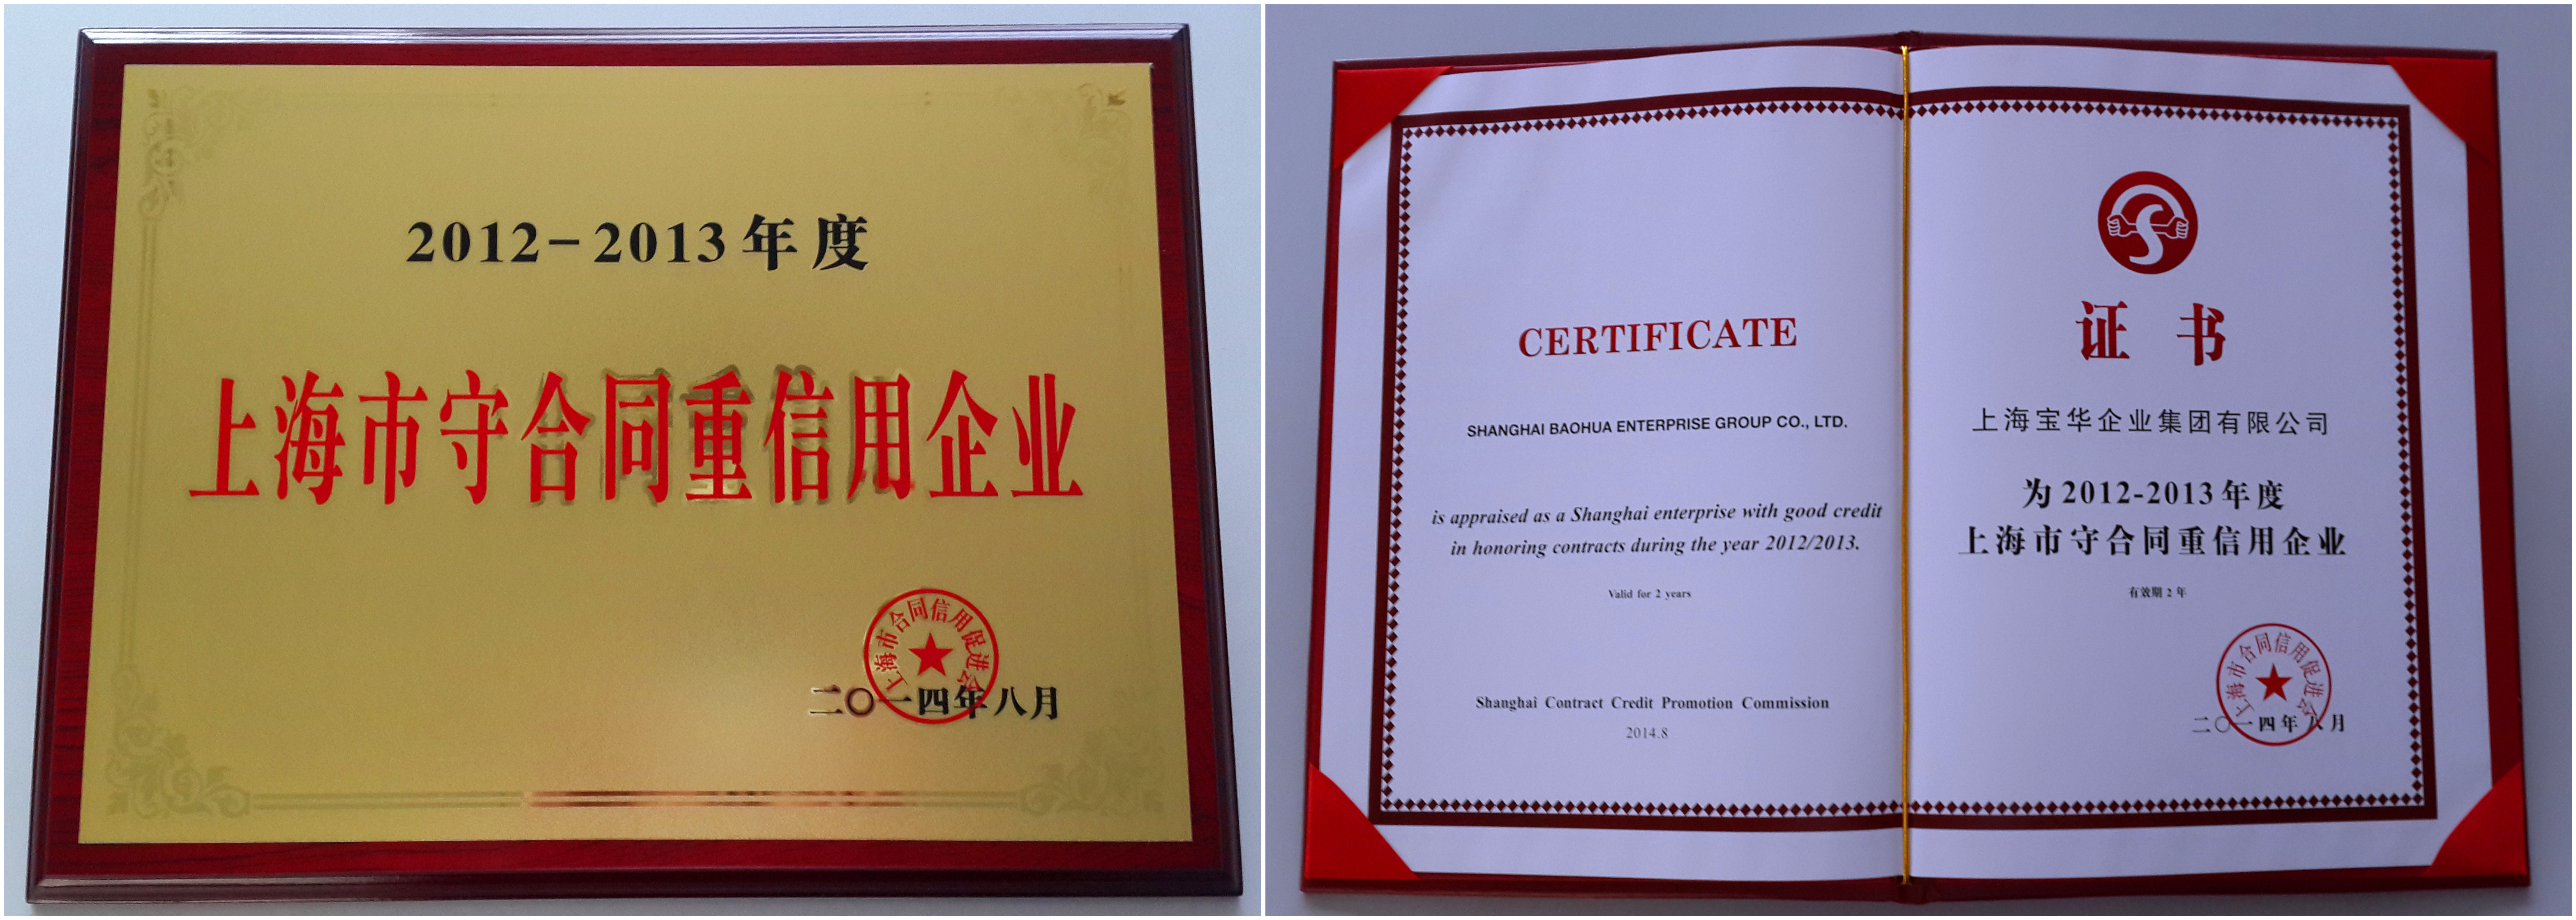 2012-2013年度
上海市守合同重信用企业
上海市合同信用促进会
二〇一四年八月
CERTIFICATE
SHANGHAI BAOHUA ENTERPRISE GROUP CO., LTD.
is appraised as a Shanghai enterprise with good credit
in honoring contracts during the year 2012/2013.
Valid for 2 years
Shanghai Contract Credit Promotion Commission
2014.8
证书
上海宝华企业集团有限公司
为2012-2013年度
上海市守合同重信用企业
有效期2年
上海市合同信用促进会
二〇一四年八月